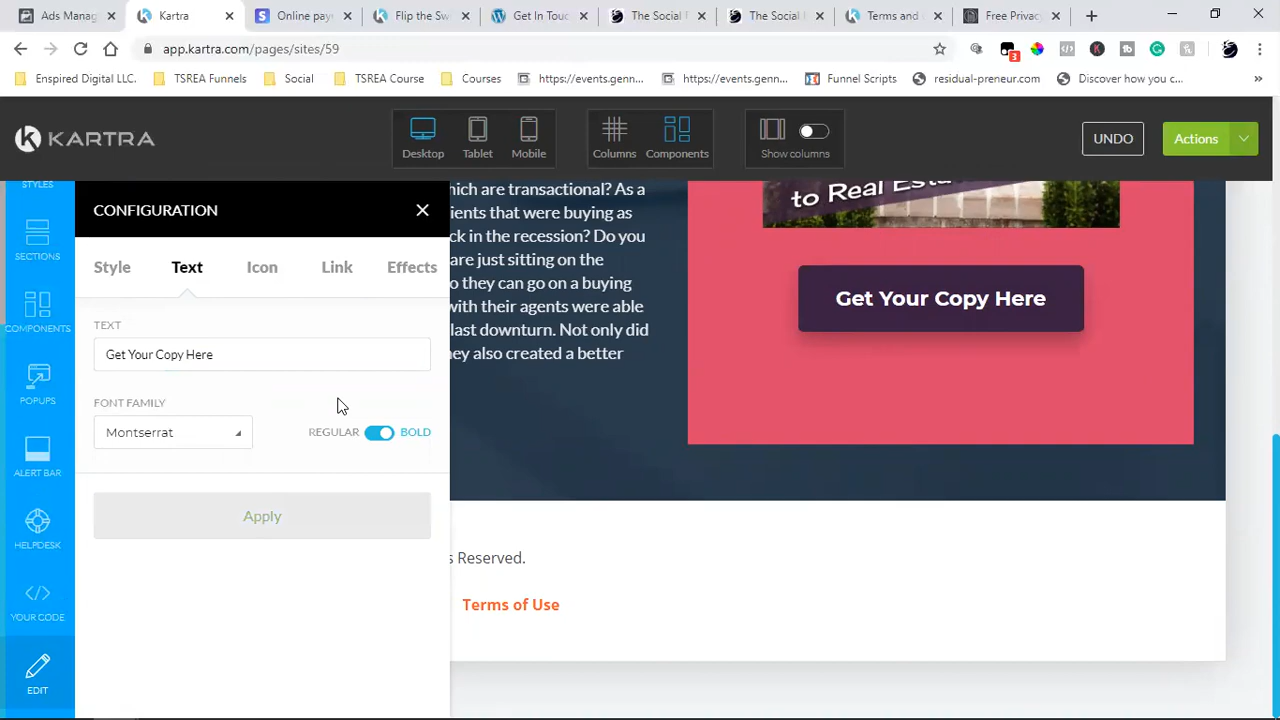 Ads Manag
Kartra
Online pay
Flip the Sw
Get In Touc
The Social
The Social
Terms and
Free Privac
app.kartra.com/pages/sites/59
3
Enspired Digital LLC.
TSREA Funnels
Social
TSREA Course
Courses
https://events.genn...
https://events.genn...
Funnel Scripts
residual-preneur.com
Discover how you c...
KARTRA
Desktop
Tablet
Mobile
Columns
Components
Show columns
UNDO
Actions
STYLES
SECTIONS
COMPONENTS
POPUPS
ALERT BAR
HELPDESK
YOUR CODE
EDIT
CONFIGURATION
Style
Text
Icon
Link
Effects
TEXT
Get Your Copy Here
FONT FAMILY
Montserrat
REGULAR
BOLD
Apply
which are transactional? As a
ients that were buying as
ck in the recession? Do you
are just sitting on the
o they can go on a buying
with their agents were able
last downturn. Not only did
hey also created a better
to Real Esta
Get Your Copy Here
s Reserved.
Terms of Use